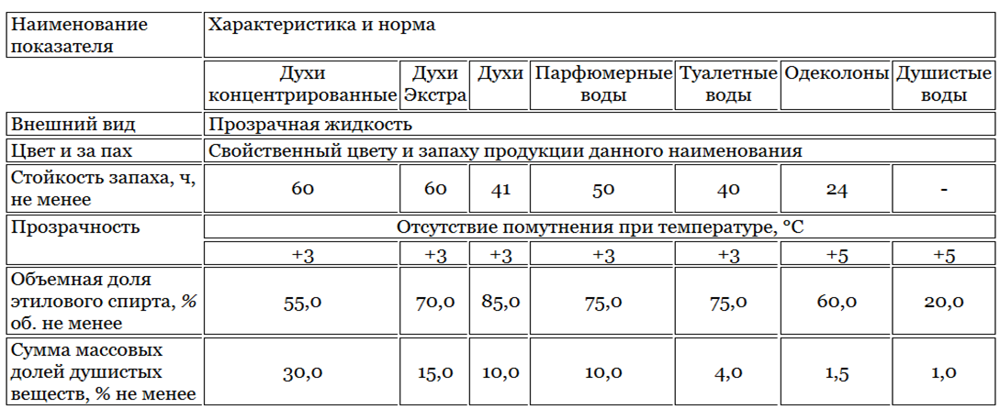 Наименование Характеристика и норма
показателя
Духи Духи Духи Парфюмерные Туалетные Одеколоны Душистые
концентрированные Экстра воды воды воды
Внешний вид Прозрачная жидкость
Цвет и за пах Свойственный цвету и запаху продукции данного наименования
Стойкость запаха, ч,
не менее
60 60 41 50 40 24 -
Прозрачность Отсутствие помутнения при температуре, °С
+3 +3 +3 +3 +3 +5 +5
Объемная доля
этилового спирта, %
об. не менее
55,0 70,0 85,0 75,0 75,0 60,0 20,0
Сумма массовых
долей душистых
веществ, % не менее
30,0 15,0 10,0 10,0 4,0 1,5 1,0